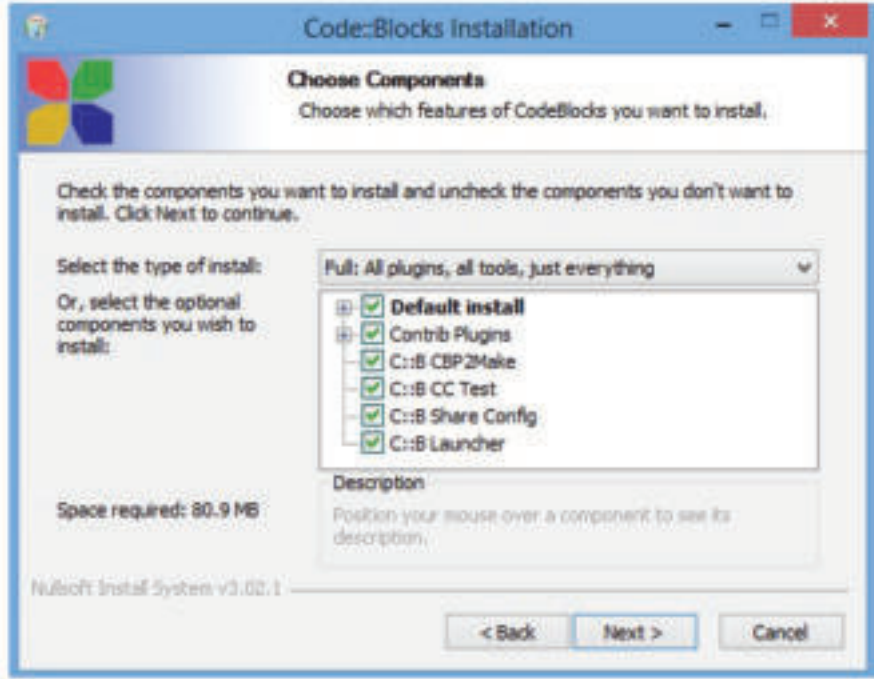 Code::Blocks Installation
Choose Components
Choose which features of CodeBlocks you want to install.
Check the components you want to install and uncheck the components you don't want to
install. Click Next to continue.
Select the type of install:
Full: All plugins, all tools, just everything
Or, select the optional
components you wish to
install:
Default install
Contrib Plugins
C::B CBP2Make
C::B CC Test
C::B Share Config
C::B Launcher
Space required: 80.9 MB
Description
Position your mouse over a component to see its
description.
Nullsoft Install System v3.02.1
< Back
Next >
Cancel